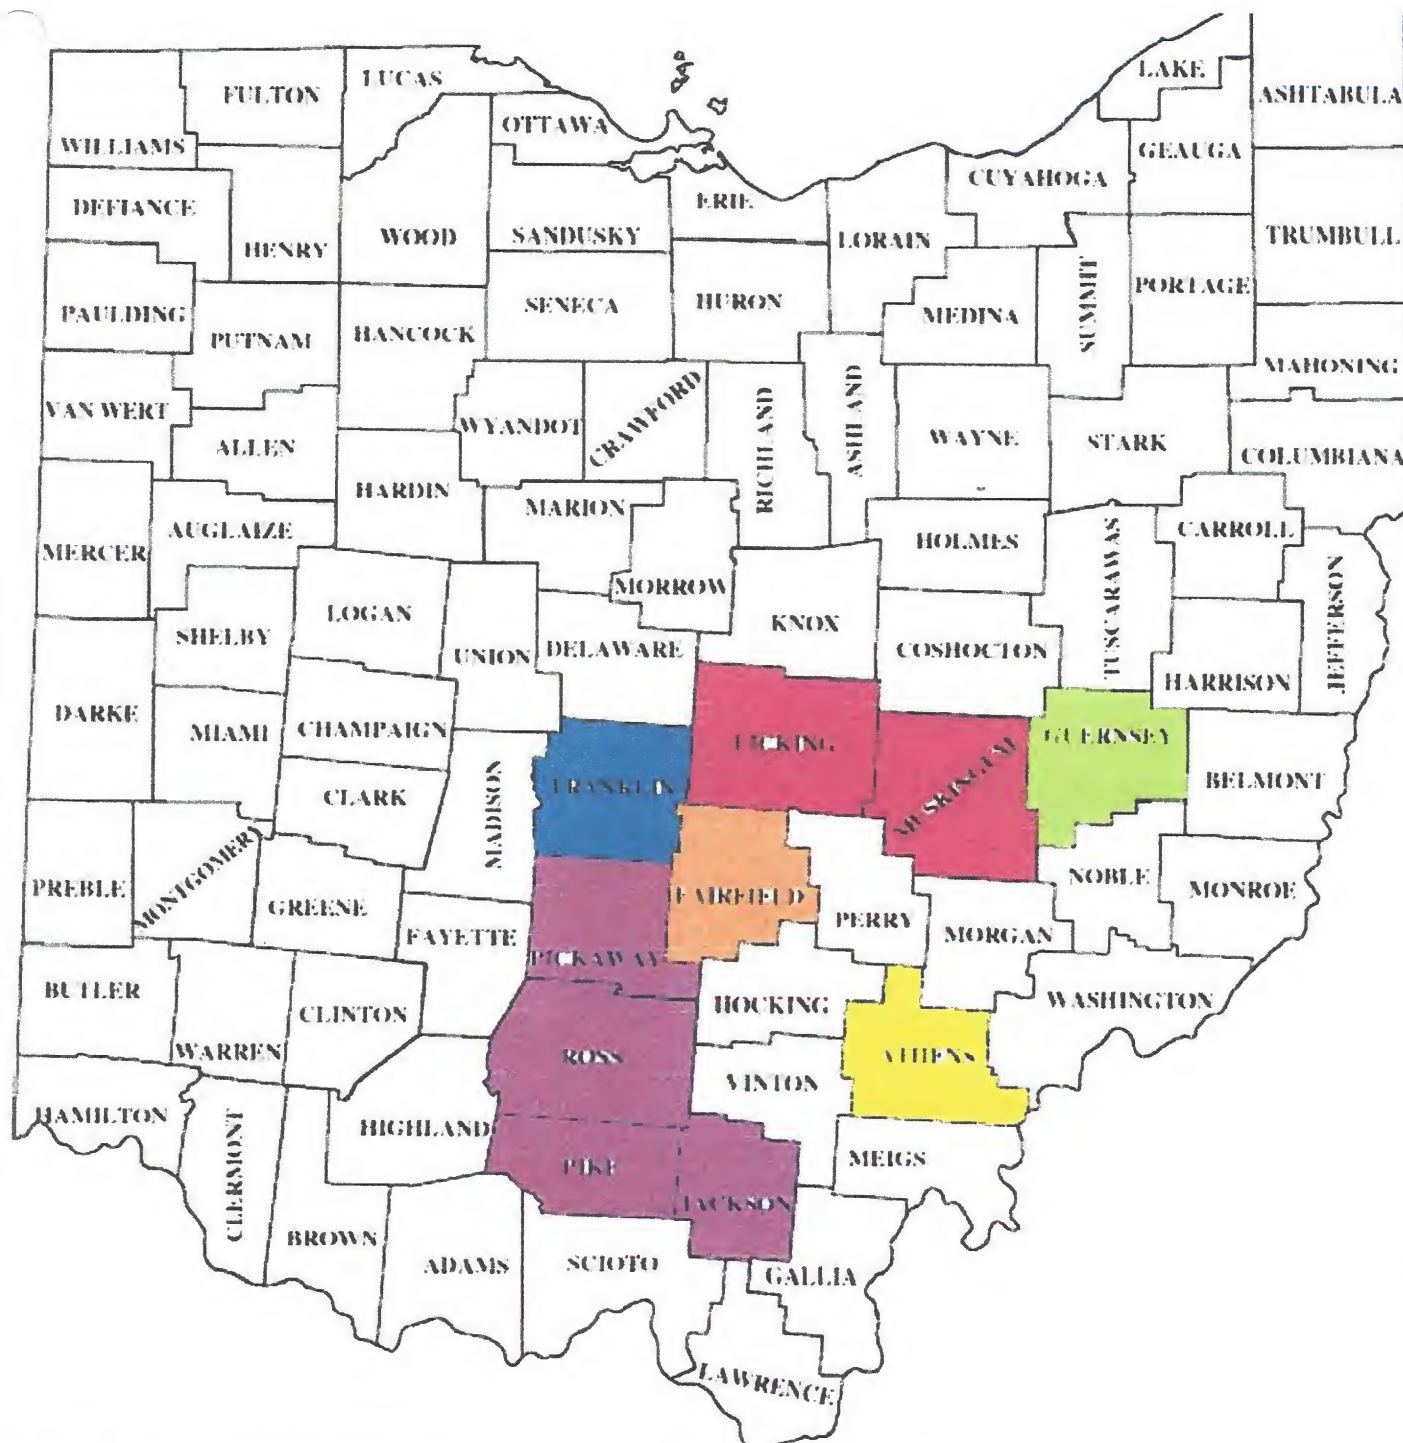 LUCAS
FULTON
WILLIAMS
OTTAWA
LAKE
ASHTABULA
GEAUGA
CUYAHOGA
DEFIANCE
HENRY
WOOD
SANDUSKY
ERIE
LORAIN
TRUMBULL
PAULDING
PUTNAM
HANCOCK
SENECA
HURON
MEDINA
SUMMIT
PORTAGE
MAHONING
VAN WERT
ALLEN
WYANDOT
CRAWFORD
RICHLAND
ASHLAND
WAYNE
STARK
COLUMBIANA
MERCER
AUGLAIZE
HARDIN
MARION
MORROW
HOLMES
TUSCARAWAS
CARROLL
JEFFERSON
SHELBY
LOGAN
UNION
DELAWARE
KNOX
COSHOCTON
HARRISON
DARKE
MIAMI
CHAMPAIGN
CLARK
MADISON
FRANKLIN
LICKING
MUSKINGUM
GUERNSEY
BELMONT
PREBLE
MONTGOMERY
GREENE
FAYETTE
PICKAWAY
FAIRFIELD
PERRY
MORGAN
NOBLE
MONROE
BUTLER
WARREN
CLINTON
ROSS
HOCKING
VINTON
ATHENS
WASHINGTON
HAMILTON
CLERMONT
HIGHLAND
PIKE
JACKSON
MEIGS
BROWN
ADAMS
SCIOTO
GALLIA
LAWRENCE